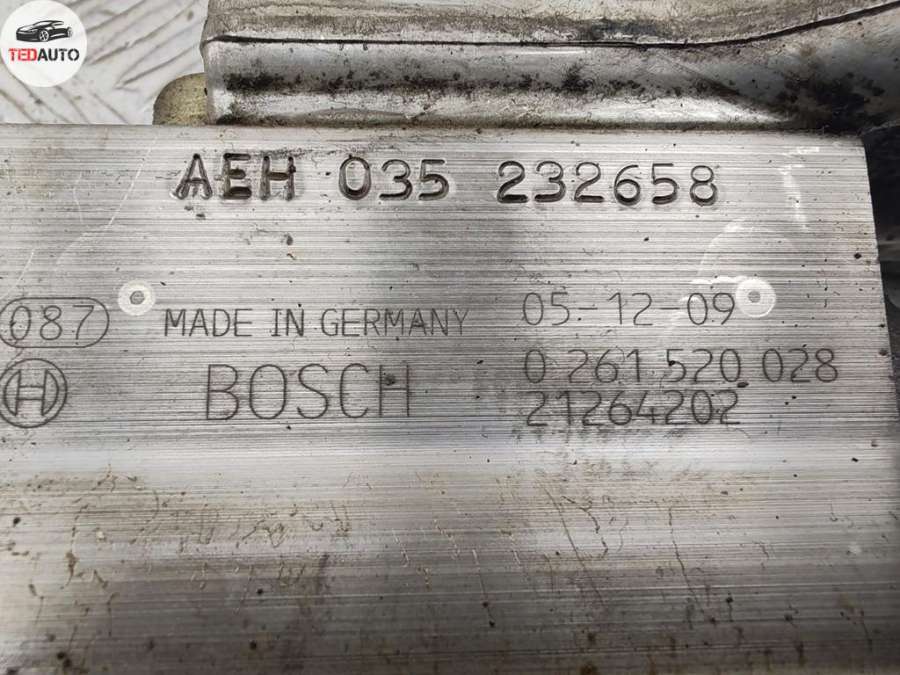 TEDAUTO
AEH 035 232658
087 MADE IN GERMANY 05-12-09
H BOSCH 0 261 520 028
21264202